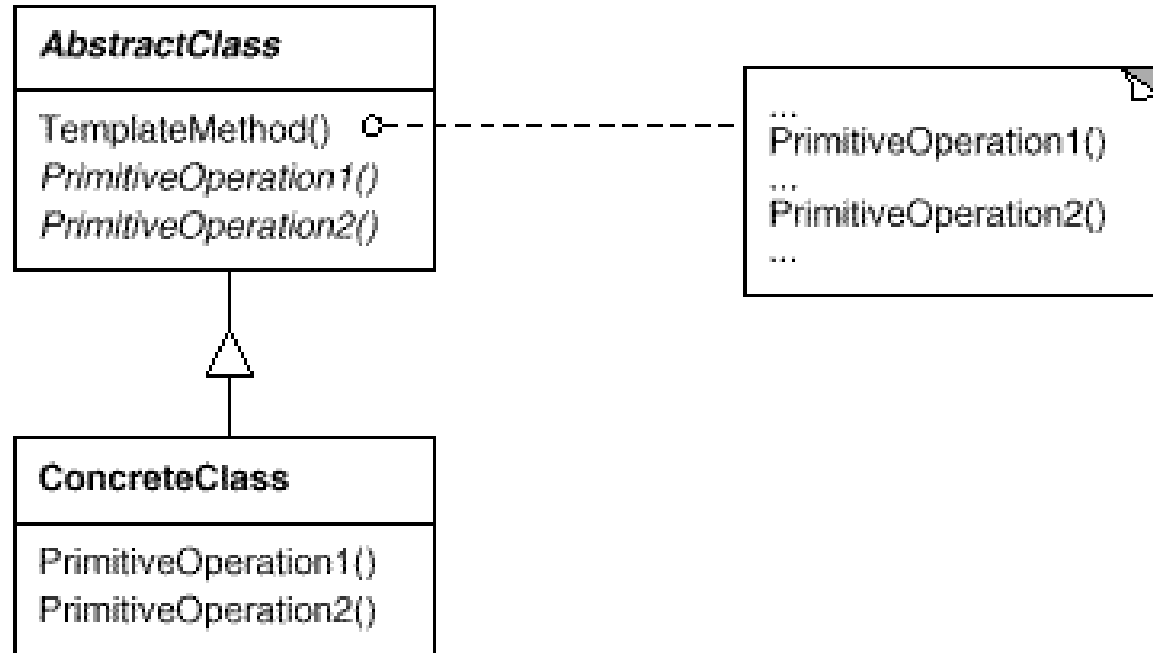 AbstractClass
TemplateMethod()
PrimitiveOperation1()
PrimitiveOperation2()
...
PrimitiveOperation1()
...
PrimitiveOperation2()
...
ConcreteClass
PrimitiveOperation1()
PrimitiveOperation2()